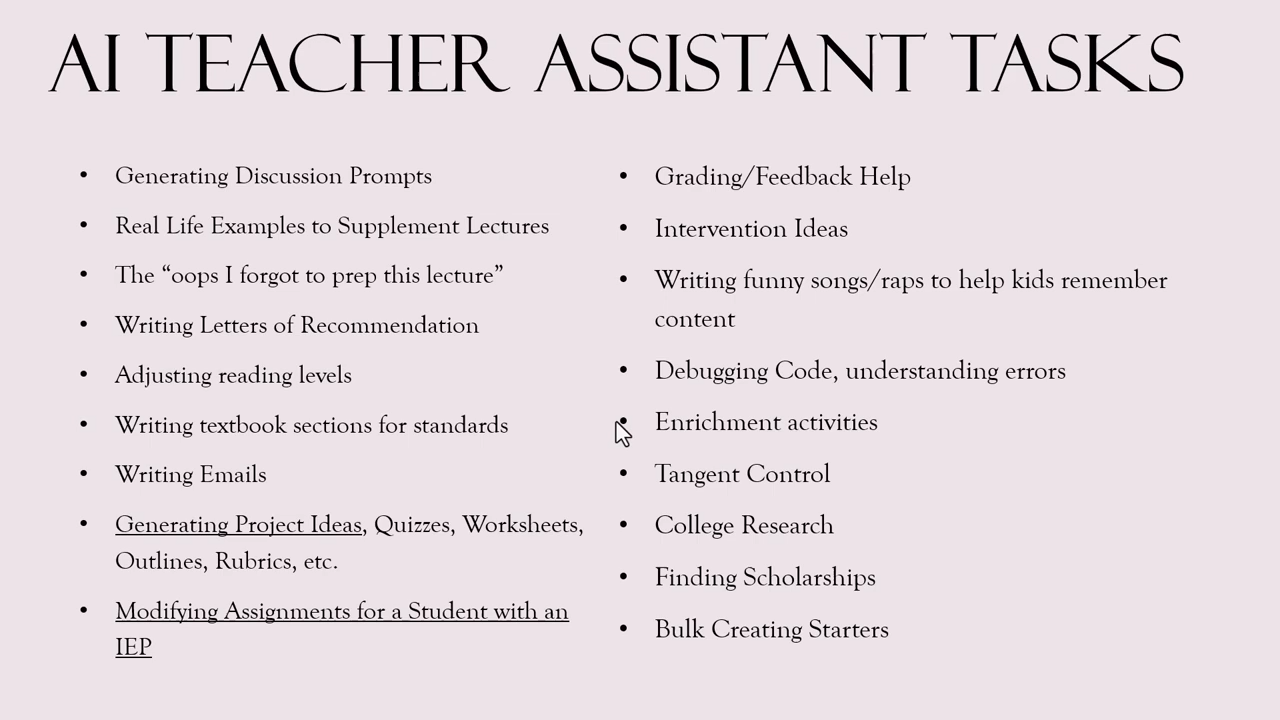 AI TEACHER ASSISTANT TASKS
• Generating Discussion Prompts
• Real Life Examples to Supplement Lectures
• The “oops I forgot to prep this lecture”
• Writing Letters of Recommendation
• Adjusting reading levels
• Writing textbook sections for standards
• Writing Emails
• Generating Project Ideas, Quizzes, Worksheets,
Outlines, Rubrics, etc.
• Modifying Assignments for a Student with an
IEP
• Grading/Feedback Help
• Intervention Ideas
• Writing funny songs/raps to help kids remember
content
• Debugging Code, understanding errors
• Enrichment activities
• Tangent Control
• College Research
• Finding Scholarships
• Bulk Creating Starters